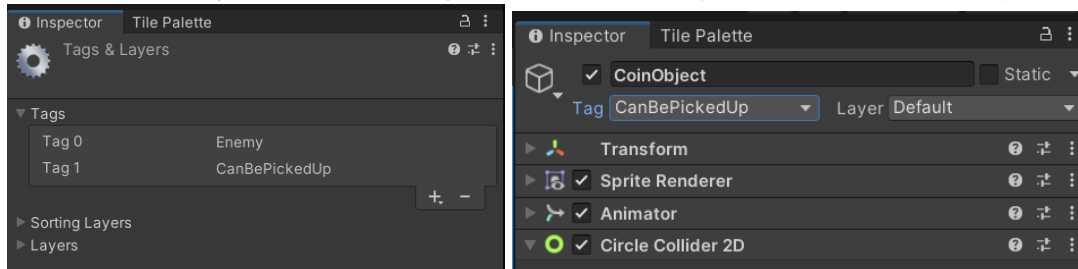 Inspector Tile Palette
Tags & Layers
Tags
Tag 0 Enemy
Tag 1 CanBePickedUp
+ -
Sorting Layers
Layers
Inspector Tile Palette
CoinObject Static
Tag CanBePickedUp Layer Default
Transform
Sprite Renderer
Animator
Circle Collider 2D